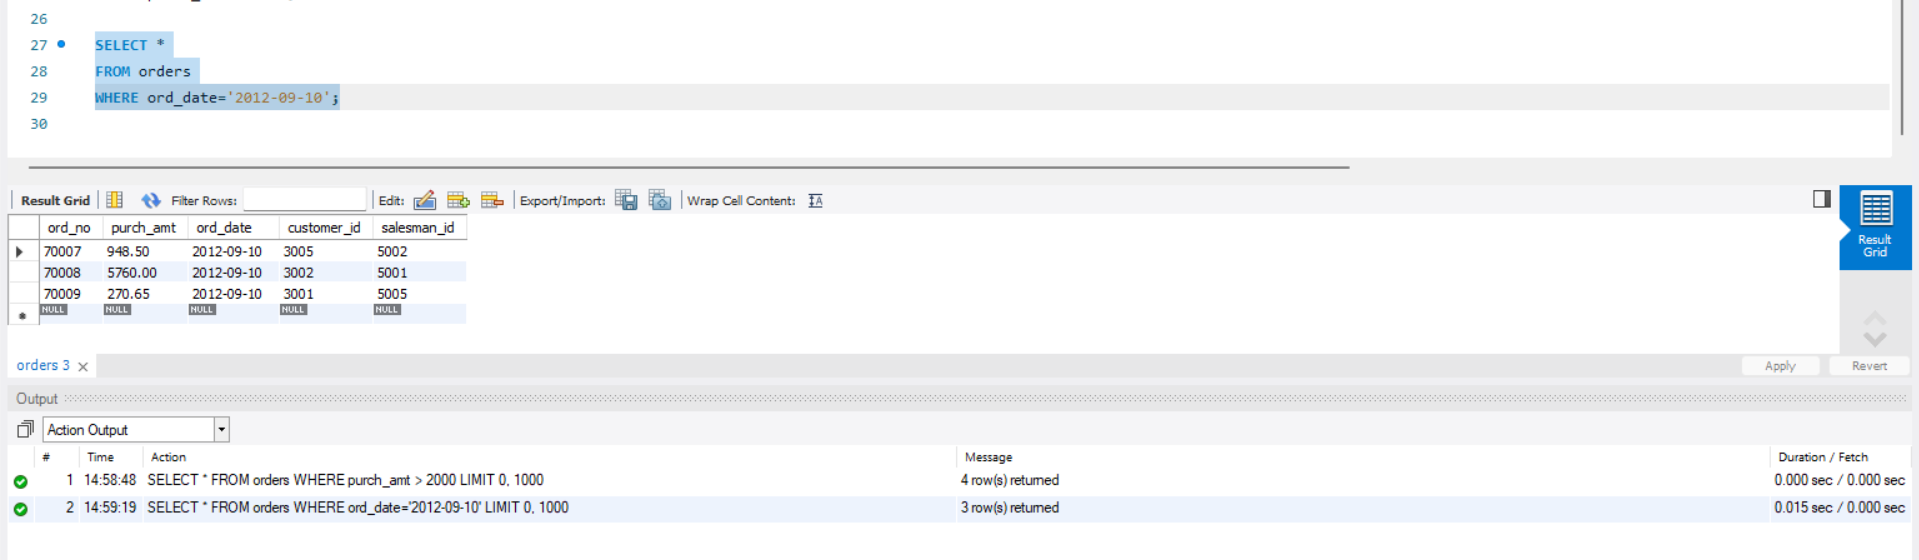 26
27 SELECT *
28 FROM orders
29 WHERE ord_date='2012-09-10';
30
Result Grid Filter Rows: Edit: Export/Import: Wrap Cell Content: IA
Result Grid
ord_no purch_amt ord_date customer_id salesman_id
70007 948.50 2012-09-10 3005 5002
70008 5760.00 2012-09-10 3002 5001
70009 270.65 2012-09-10 3001 5005
NULL NULL NULL NULL NULL
orders 3
Apply Revert
Output
Action Output
# Time Action Message Duration / Fetch
1 14:58:48 SELECT * FROM orders WHERE purch_amt > 2000 LIMIT 0, 1000 4 row(s) returned 0.000 sec / 0.000 sec
2 14:59:19 SELECT * FROM orders WHERE ord_date='2012-09-10' LIMIT 0, 1000 3 row(s) returned 0.015 sec / 0.000 sec